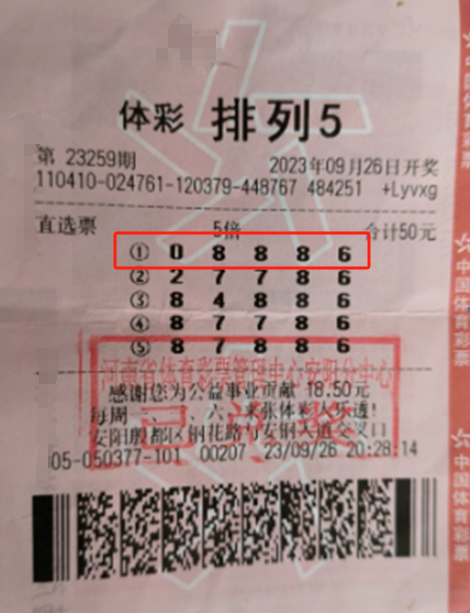 体彩 排列5
第 23259期 2023年09月26日开奖
110410-024761-120379-448767 484251 +Lyvxg
直选票 5倍 合计50元
① 0 8 8 8 6
② 2 7 7 8 6
③ 8 4 8 8 6
④ 8 7 7 8 6
⑤ 8 7 8 8 6
河南省体育彩票管理中心安阳分中心
感谢您为公益事业贡献 18.50元
每周一、 六 来张体彩大乐透!
安阳殷都区钢花路与安钢大道交叉口
05-050377-101 00207 23/09/26 20:28:14
中国体育彩票
中国体育彩票